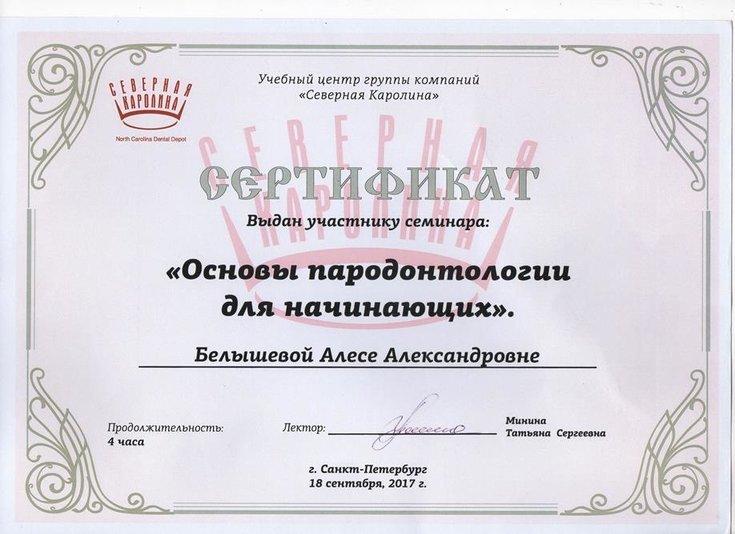 СЕВЕРНАЯ
КАРОЛИНА
North Carolina Dental Depot
Учебный центр группы компаний
«Северная Каролина»
СЕВЕРНАЯ
КАРОЛИНА
СЕРТИФИКАТ
Выдан участнику семинара:
«Основы пародонтологии
для начинающих».
Белышевой Алесе Александровне
Продолжительность:
4 часа
Лектор:
Минина
Татьяна Сергеевна
г. Санкт-Петербург
18 сентября, 2017 г.